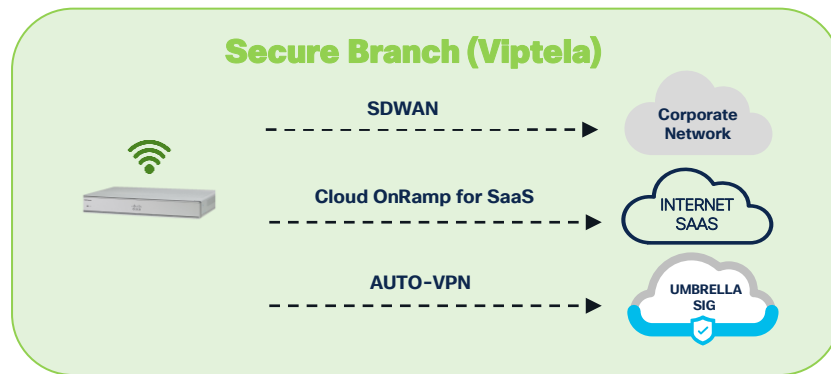 Secure Branch (Viptela)
SDWAN
Corporate
Network
Cloud OnRamp for SaaS
INTERNET
SAAS
AUTO-VPN
UMBRELLA
SIG